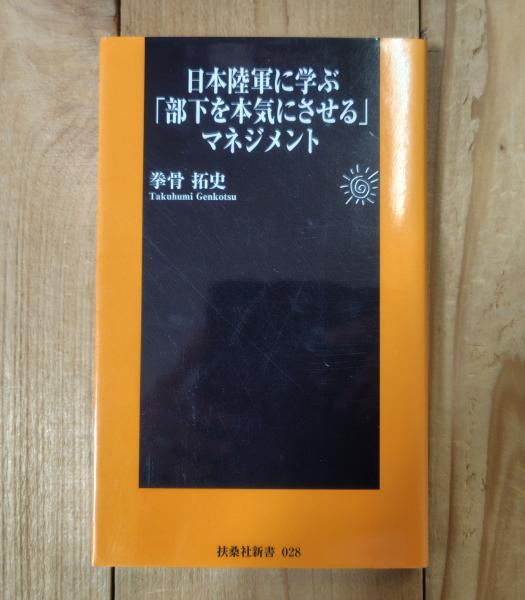 日本陸軍に学ぶ
「部下を本気にさせる」
マネジメント
拳骨 拓史
Takuhumi Genkotsu
扶桑社新書 028